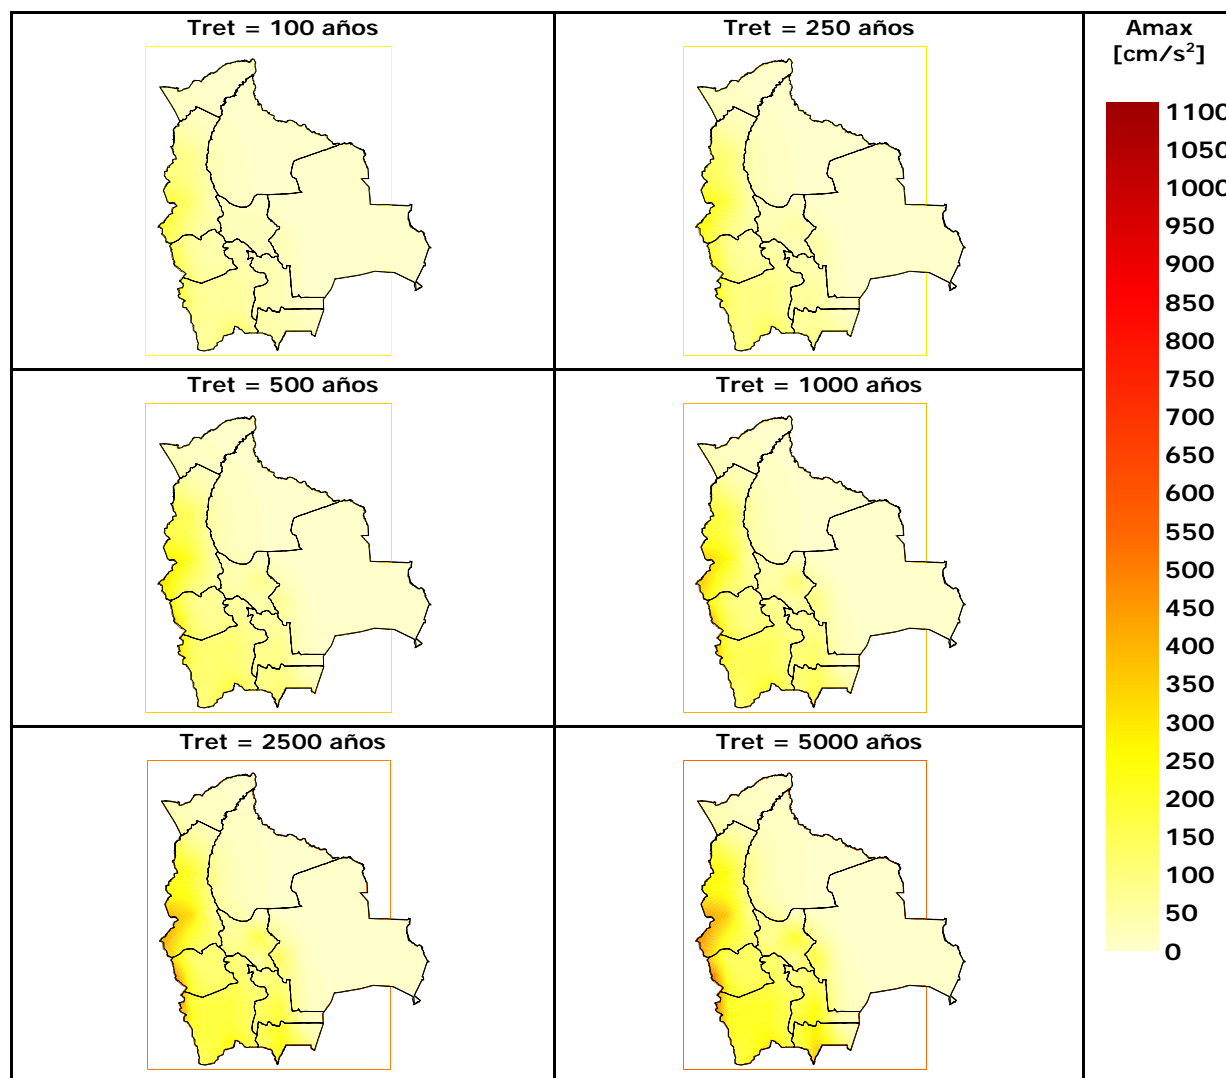 Tret = 100 años
Tret = 250 años
Amax
[cm/s²]
1100
1050
1000
950
900
850
800
750
700
650
600
550
500
450
400
350
300
250
200
150
100
50
0
Tret = 500 años
Tret = 1000 años
Tret = 2500 años
Tret = 5000 años